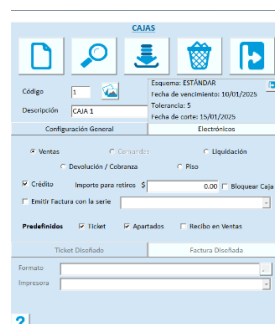 CAJAS
Código 1
Esquema: ESTÁNDAR
Fecha de vencimiento: 10/01/2025
Tolerancia: 5
Fecha de corte: 15/01/2025
Descripción CAJA 1
Configuración General Electrónicos
Ventas Comandas Liquidación
Devolución / Cobranza Piso
Crédito Importe para retiros $ 0.00 Bloquear Caja
Emitir Factura con la serie
Predefinidos Ticket Apartados Recibo en Ventas
Ticket Diseñado Factura Diseñada
Formato ...
Impresora
?